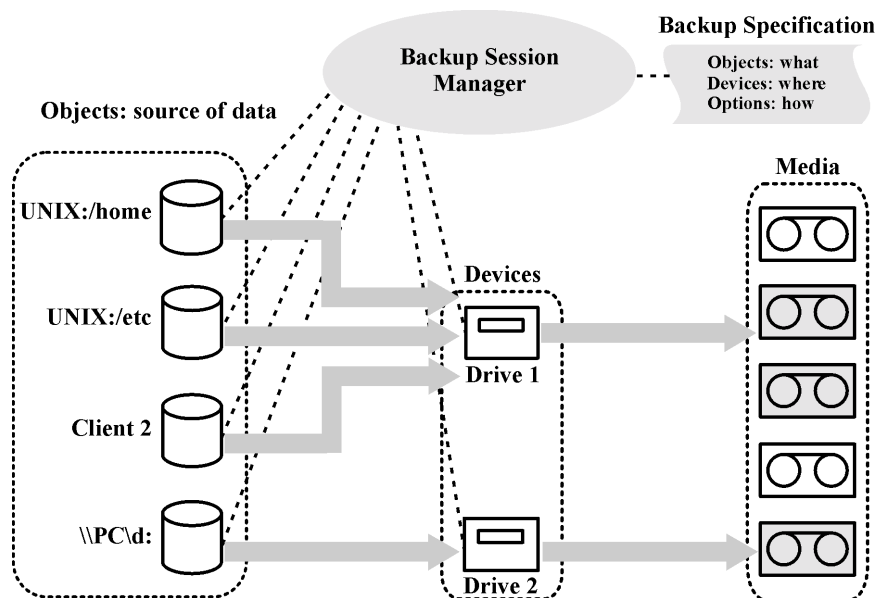 Backup Specification
Backup Session
Manager
Objects: what
Devices: where
Options: how
Objects: source of data
Media
UNIX:/home
Devices
UNIX:/etc
Drive 1
Client 2
\\PC\d:
Drive 2